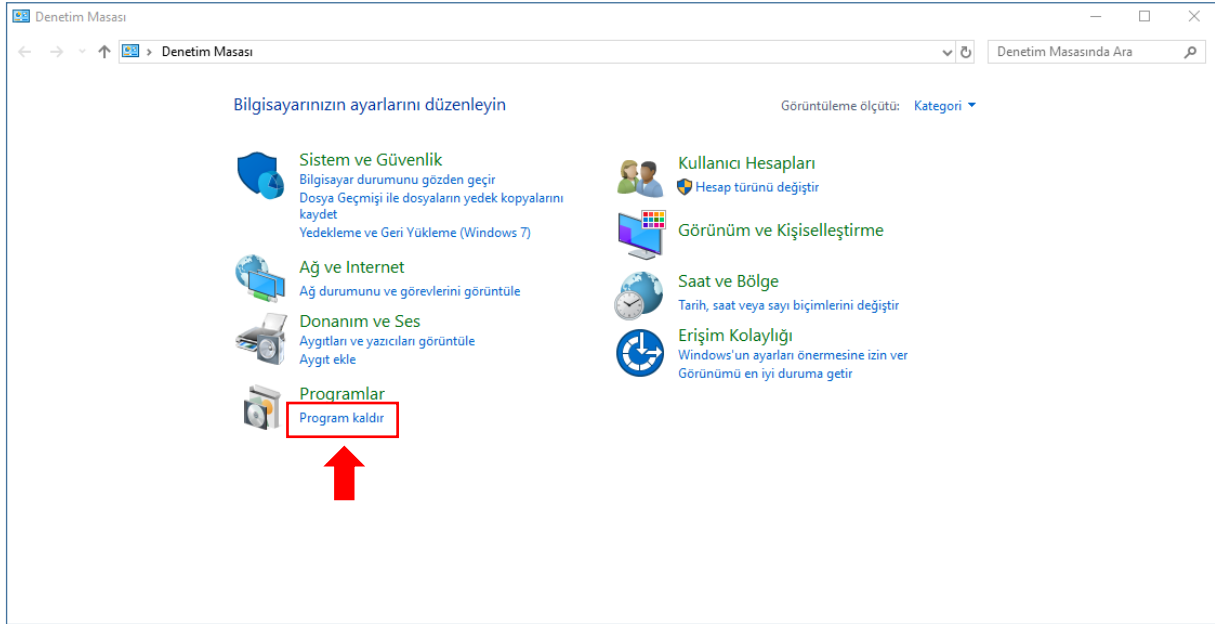 Denetim Masası
Denetim Masası
Denetim Masasında Ara
Bilgisayarınızın ayarlarını düzenleyin
Görüntüleme ölçütü: Kategori
Sistem ve Güvenlik
Bilgisayar durumunu gözden geçir
Dosya Geçmişi ile dosyaların yedek kopyalarını
kaydet
Yedekleme ve Geri Yükleme (Windows 7)
Ağ ve Internet
Ağ durumunu ve görevlerini görüntüle
Donanım ve Ses
Aygıtları ve yazıcıları görüntüle
Aygıt ekle
Programlar
Program kaldır
Kullanıcı Hesapları
Hesap türünü değiştir
Görünüm ve Kişiselleştirme
Saat ve Bölge
Tarih, saat veya sayı biçimlerini değiştir
Erişim Kolaylığı
Windows'un ayarları önermesine izin ver
Görünümü en iyi duruma getir